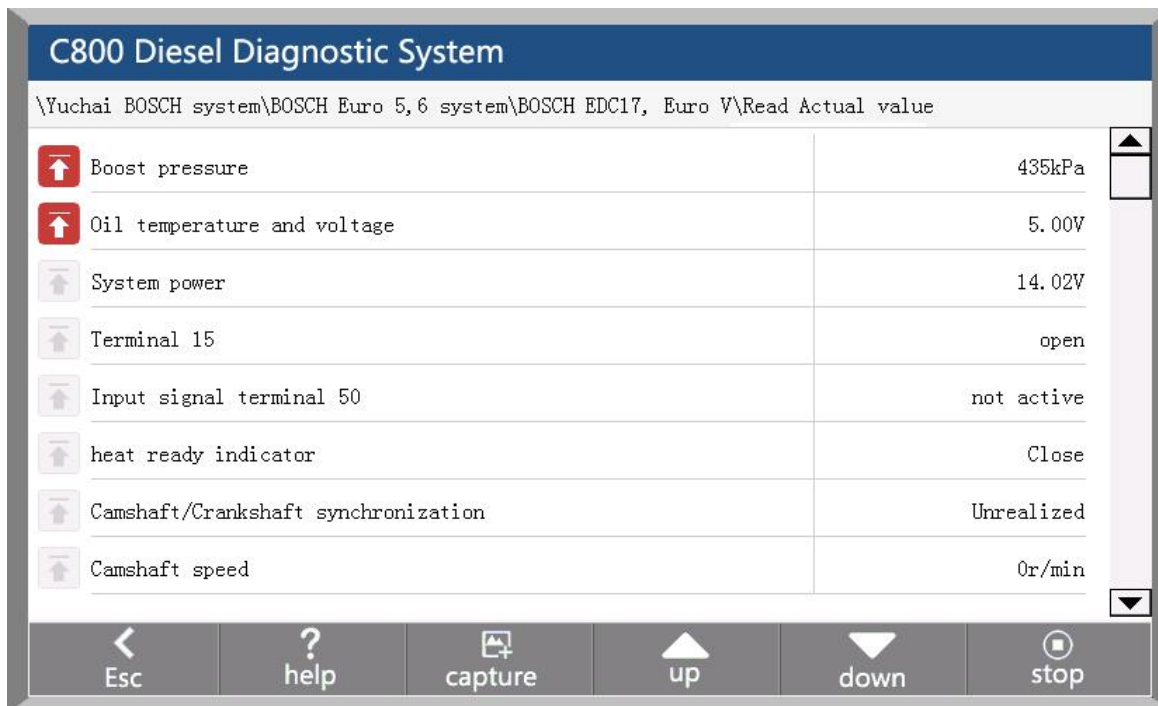 C800 Diesel Diagnostic System
\Yuchai BOSCH system\BOSCH Euro 5,6 system\BOSCH EDC17, Euro V\Read Actual value
Boost pressure 435kPa
Oil temperature and voltage 5.00V
System power 14.02V
Terminal 15 open
Input signal terminal 50 not active
heat ready indicator Close
Camshaft/Crankshaft synchronization Unrealized
Camshaft speed 0r/min
Esc ? help capture up down stop